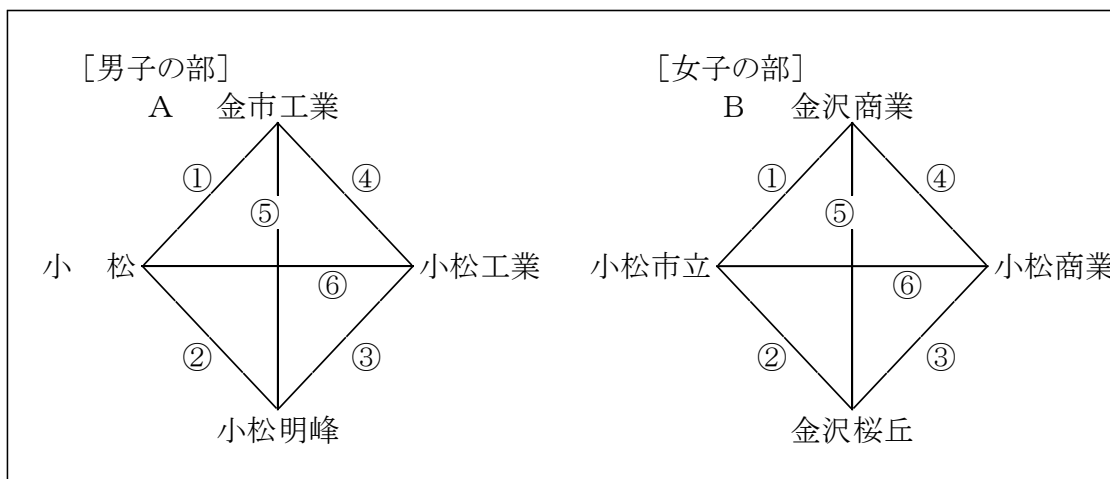 ［男子の部］
A 金市工業
①
④
⑤
小　松
小松工業
⑥
②
③
小松明峰
［女子の部］
B 金沢商業
①
④
⑤
小松市立
小松商業
⑥
②
③
金沢桜丘